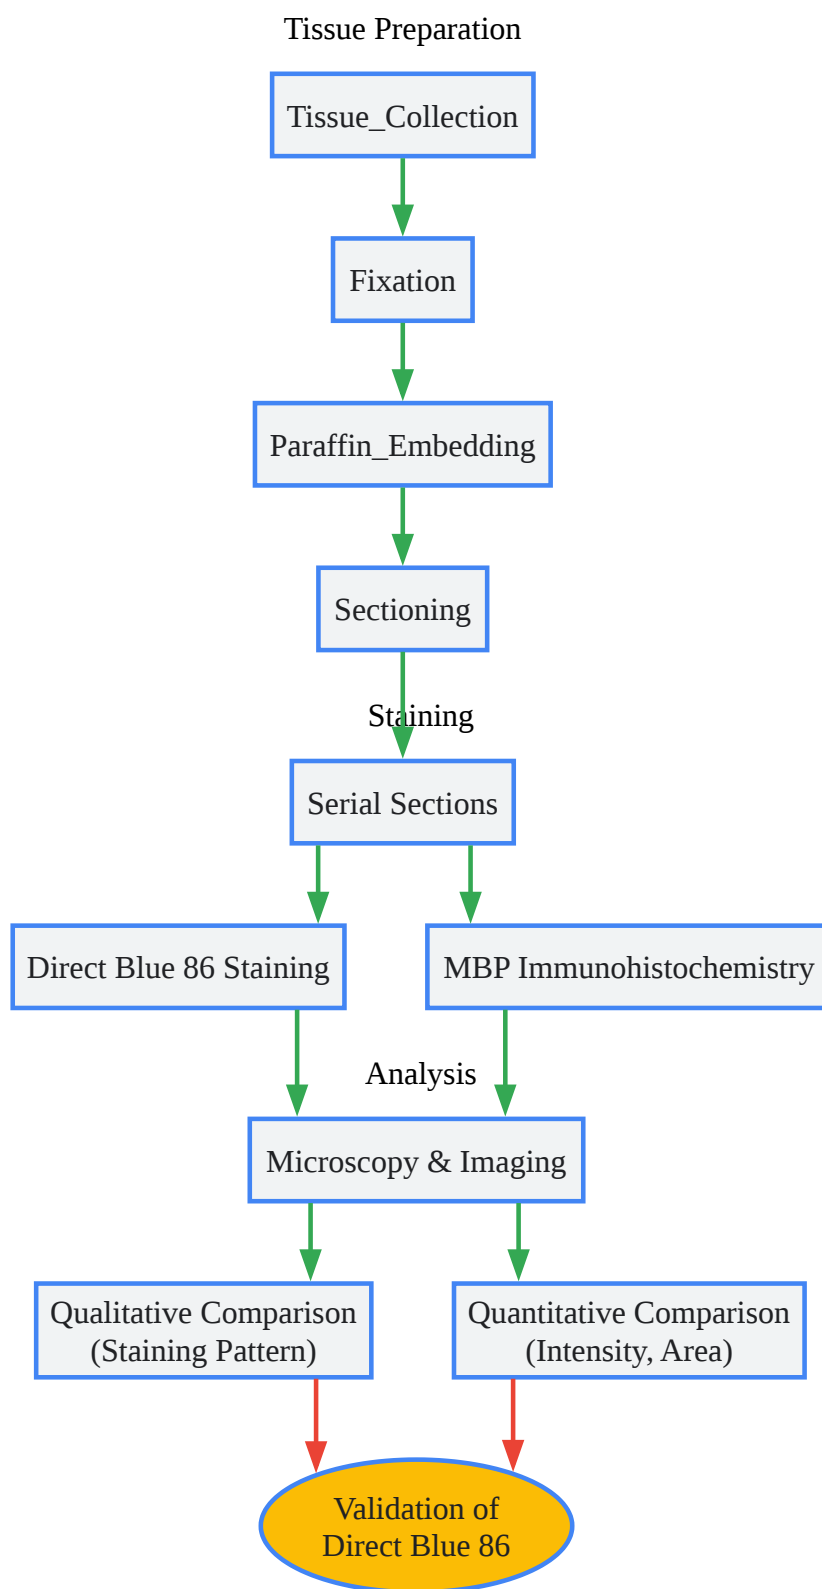 Tissue Preparation
Tissue_Collection
Fixation
Paraffin_Embedding
Sectioning
Staining
Serial Sections
Direct Blue 86 Staining
MBP Immunohistochemistry
Analysis
Microscopy & Imaging
Qualitative Comparison
(Staining Pattern)
Quantitative Comparison
(Intensity, Area)
Validation of
Direct Blue 86